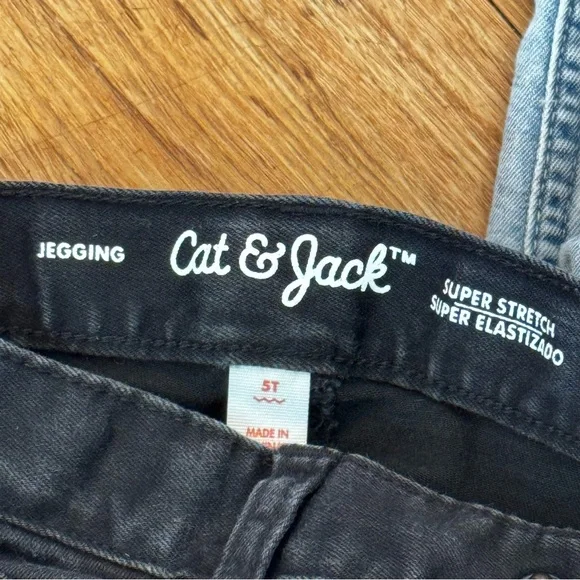 JEGGING
Cat & Jack™
SUPER STRETCH
SUPER ELASTIZADO
5T
MADE IN